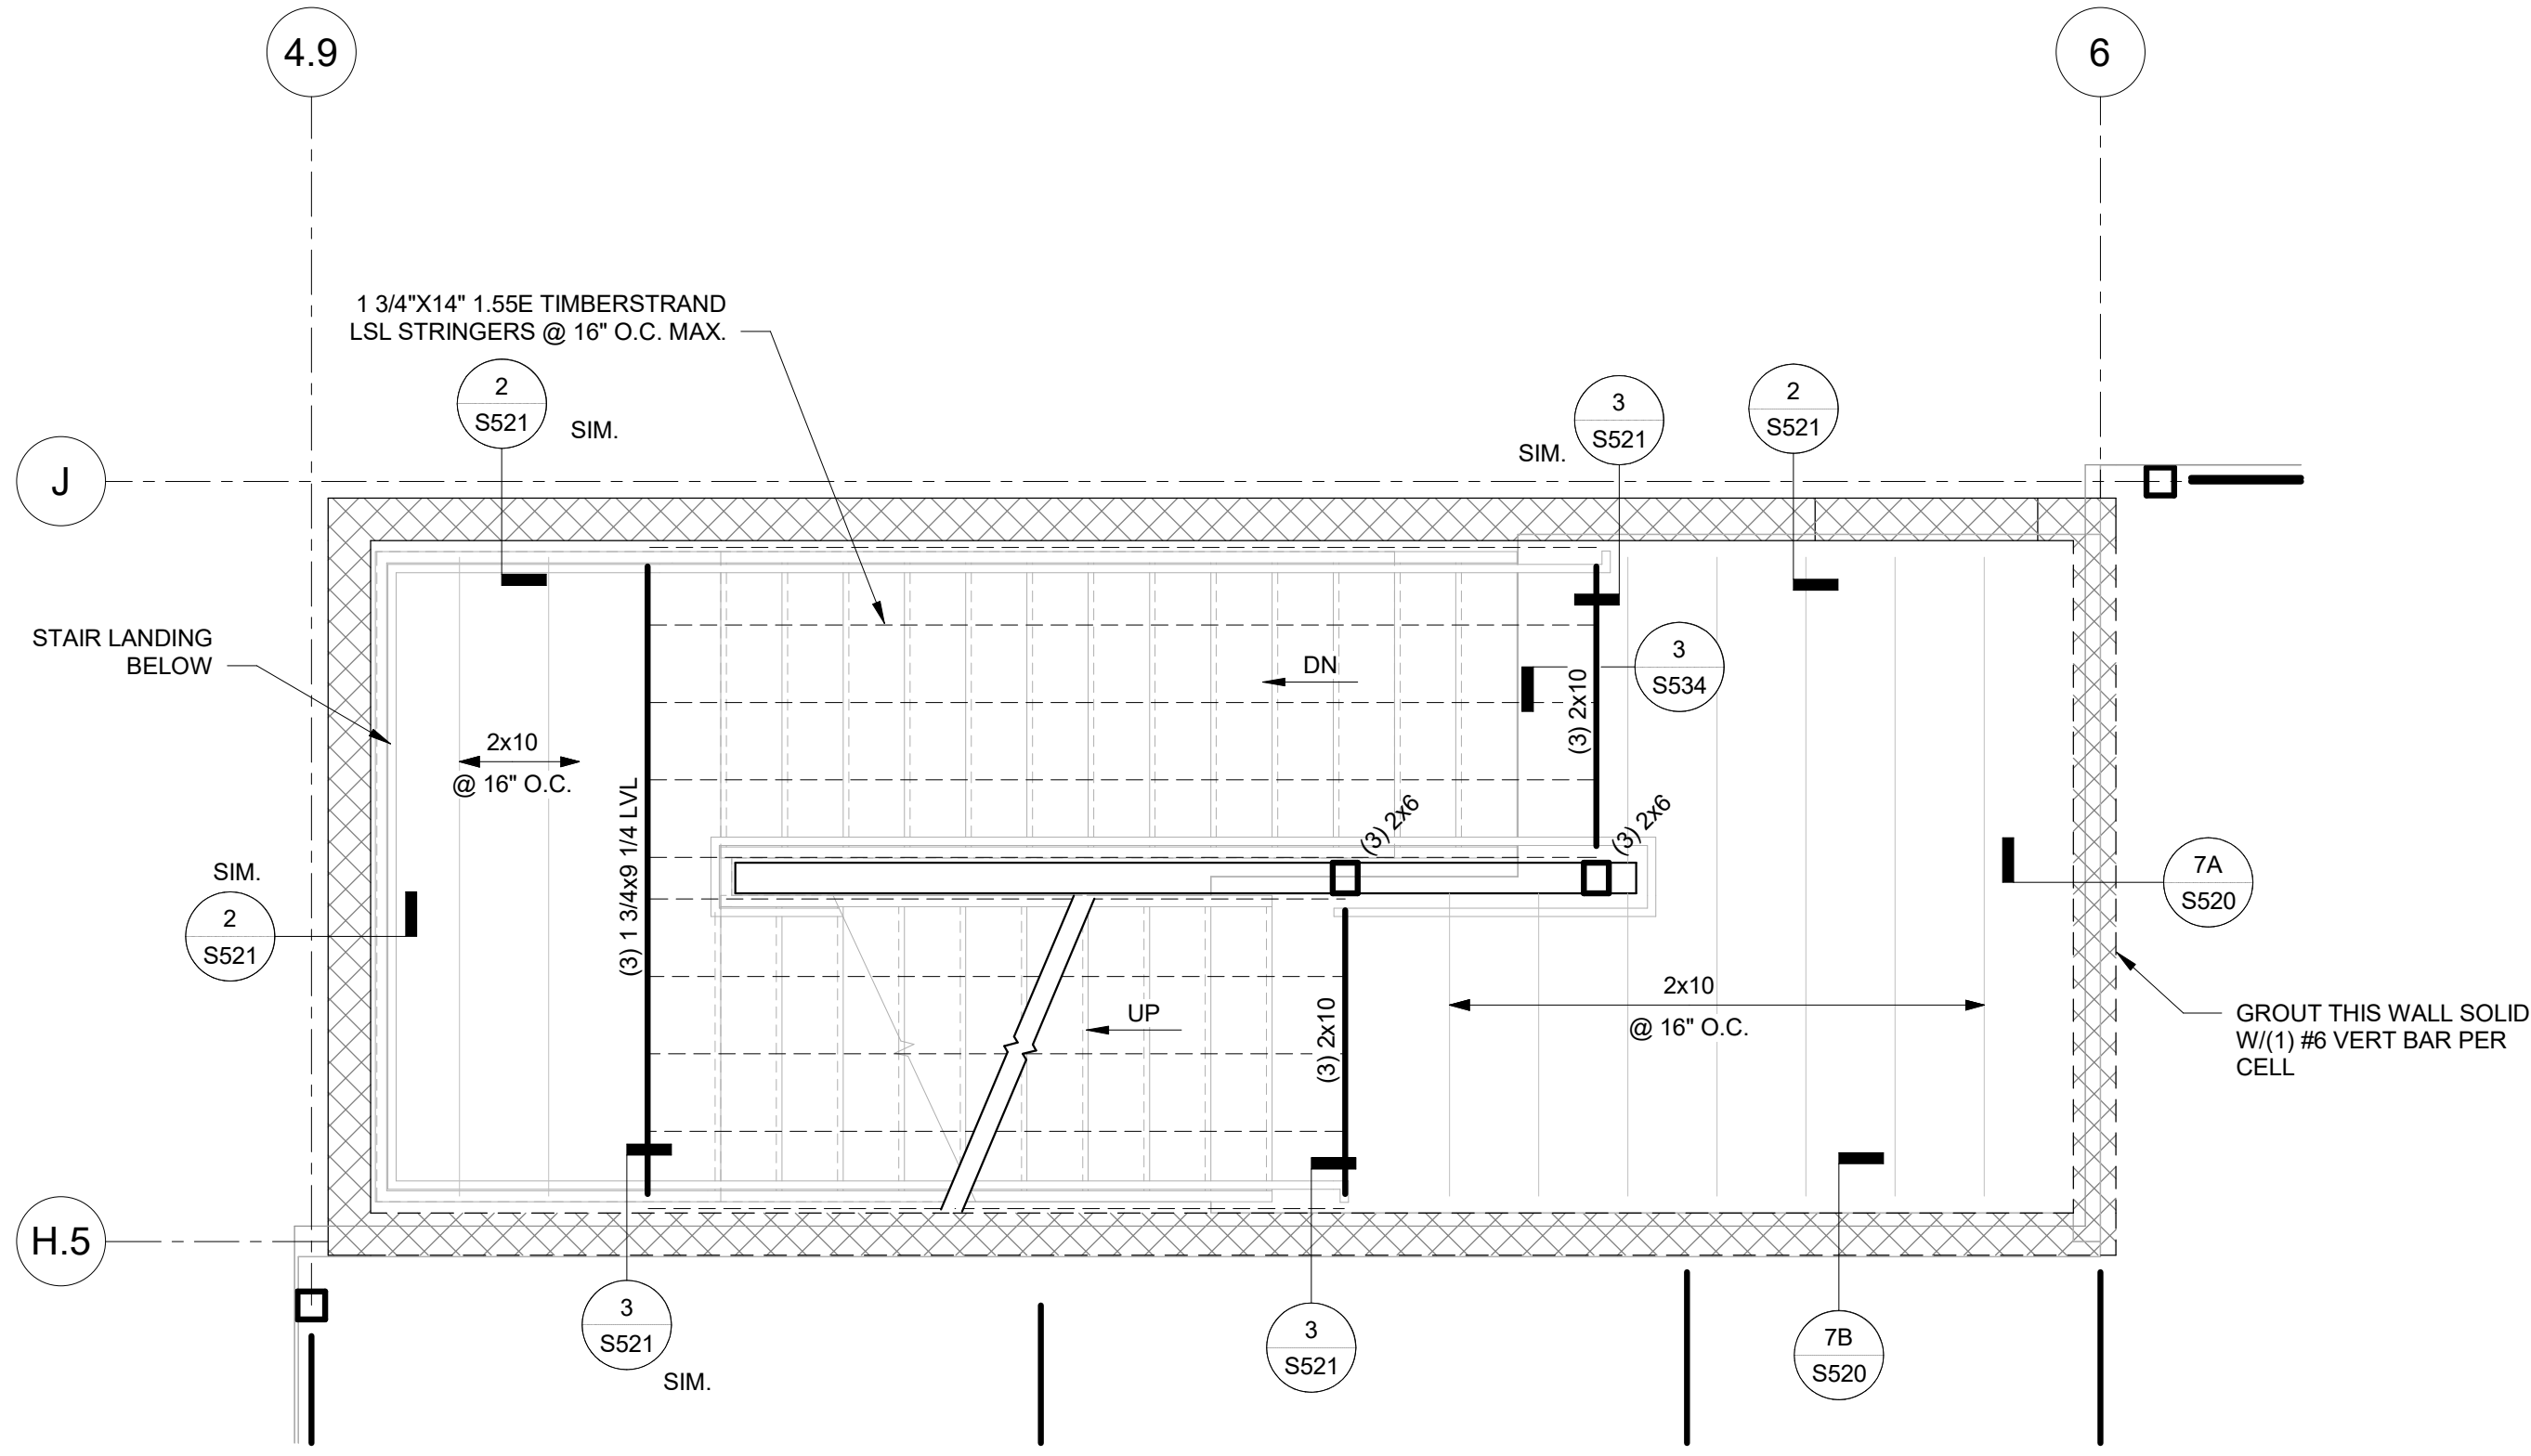 4.9
6
1 3/4"X14" 1.55E TIMBERSTRAND
LSL STRINGERS @ 16" O.C. MAX.
2
S521
SIM.
3
S521
SIM.
2
S521
J
STAIR LANDING
BELOW
DN
3
S534
(3) 2x10
2x10
@ 16" O.C.
(3) 1 3/4x9 1/4 LVL
(3) 2x6
(3) 2x6
SIM.
2
S521
7A
S520
UP
(3) 2x10
2x10
@ 16" O.C.
GROUT THIS WALL SOLID
W/(1) #6 VERT BAR PER
CELL
H.5
3
S521
SIM.
3
S521
7B
S520